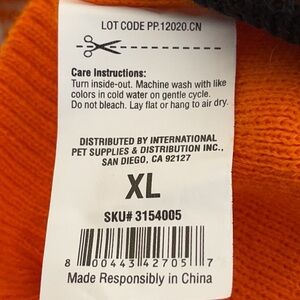 LOT CODE PP.12020.CN
Care Instructions:
Turn inside-out. Machine wash with like
colors in cold water on gentle cycle.
Do not bleach. Lay flat or hang to air dry.
DISTRIBUTED BY INTERNATIONAL
PET SUPPLIES & DISTRIBUTION INC.,
SAN DIEGO, CA 92127
XL
SKU# 3154005
8 00443 42705 7
Made Responsibly in China